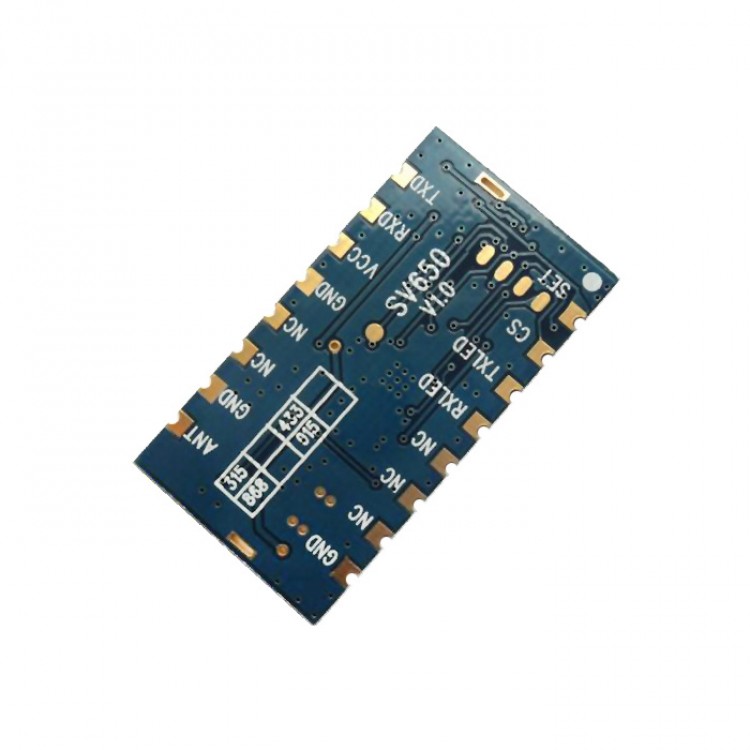 TXD
RXD
VCC
GND
NC
NC
GND
ANT
SV650
V1.0
SET
CS
TXLED
RXLED
NC
NC
NC
GND
433
915
315
868